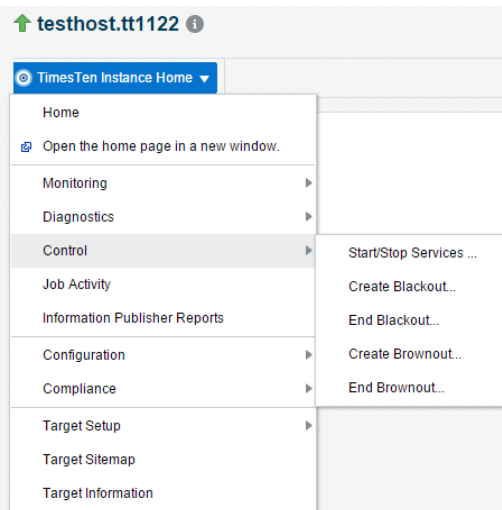 testhost.tt1122
TimesTen Instance Home
Home
Open the home page in a new window.
Monitoring
Diagnostics
Control
Job Activity
Information Publisher Reports
Configuration
Compliance
Target Setup
Target Sitemap
Target Information
Start/Stop Services ...
Create Blackout...
End Blackout...
Create Brownout...
End Brownout...